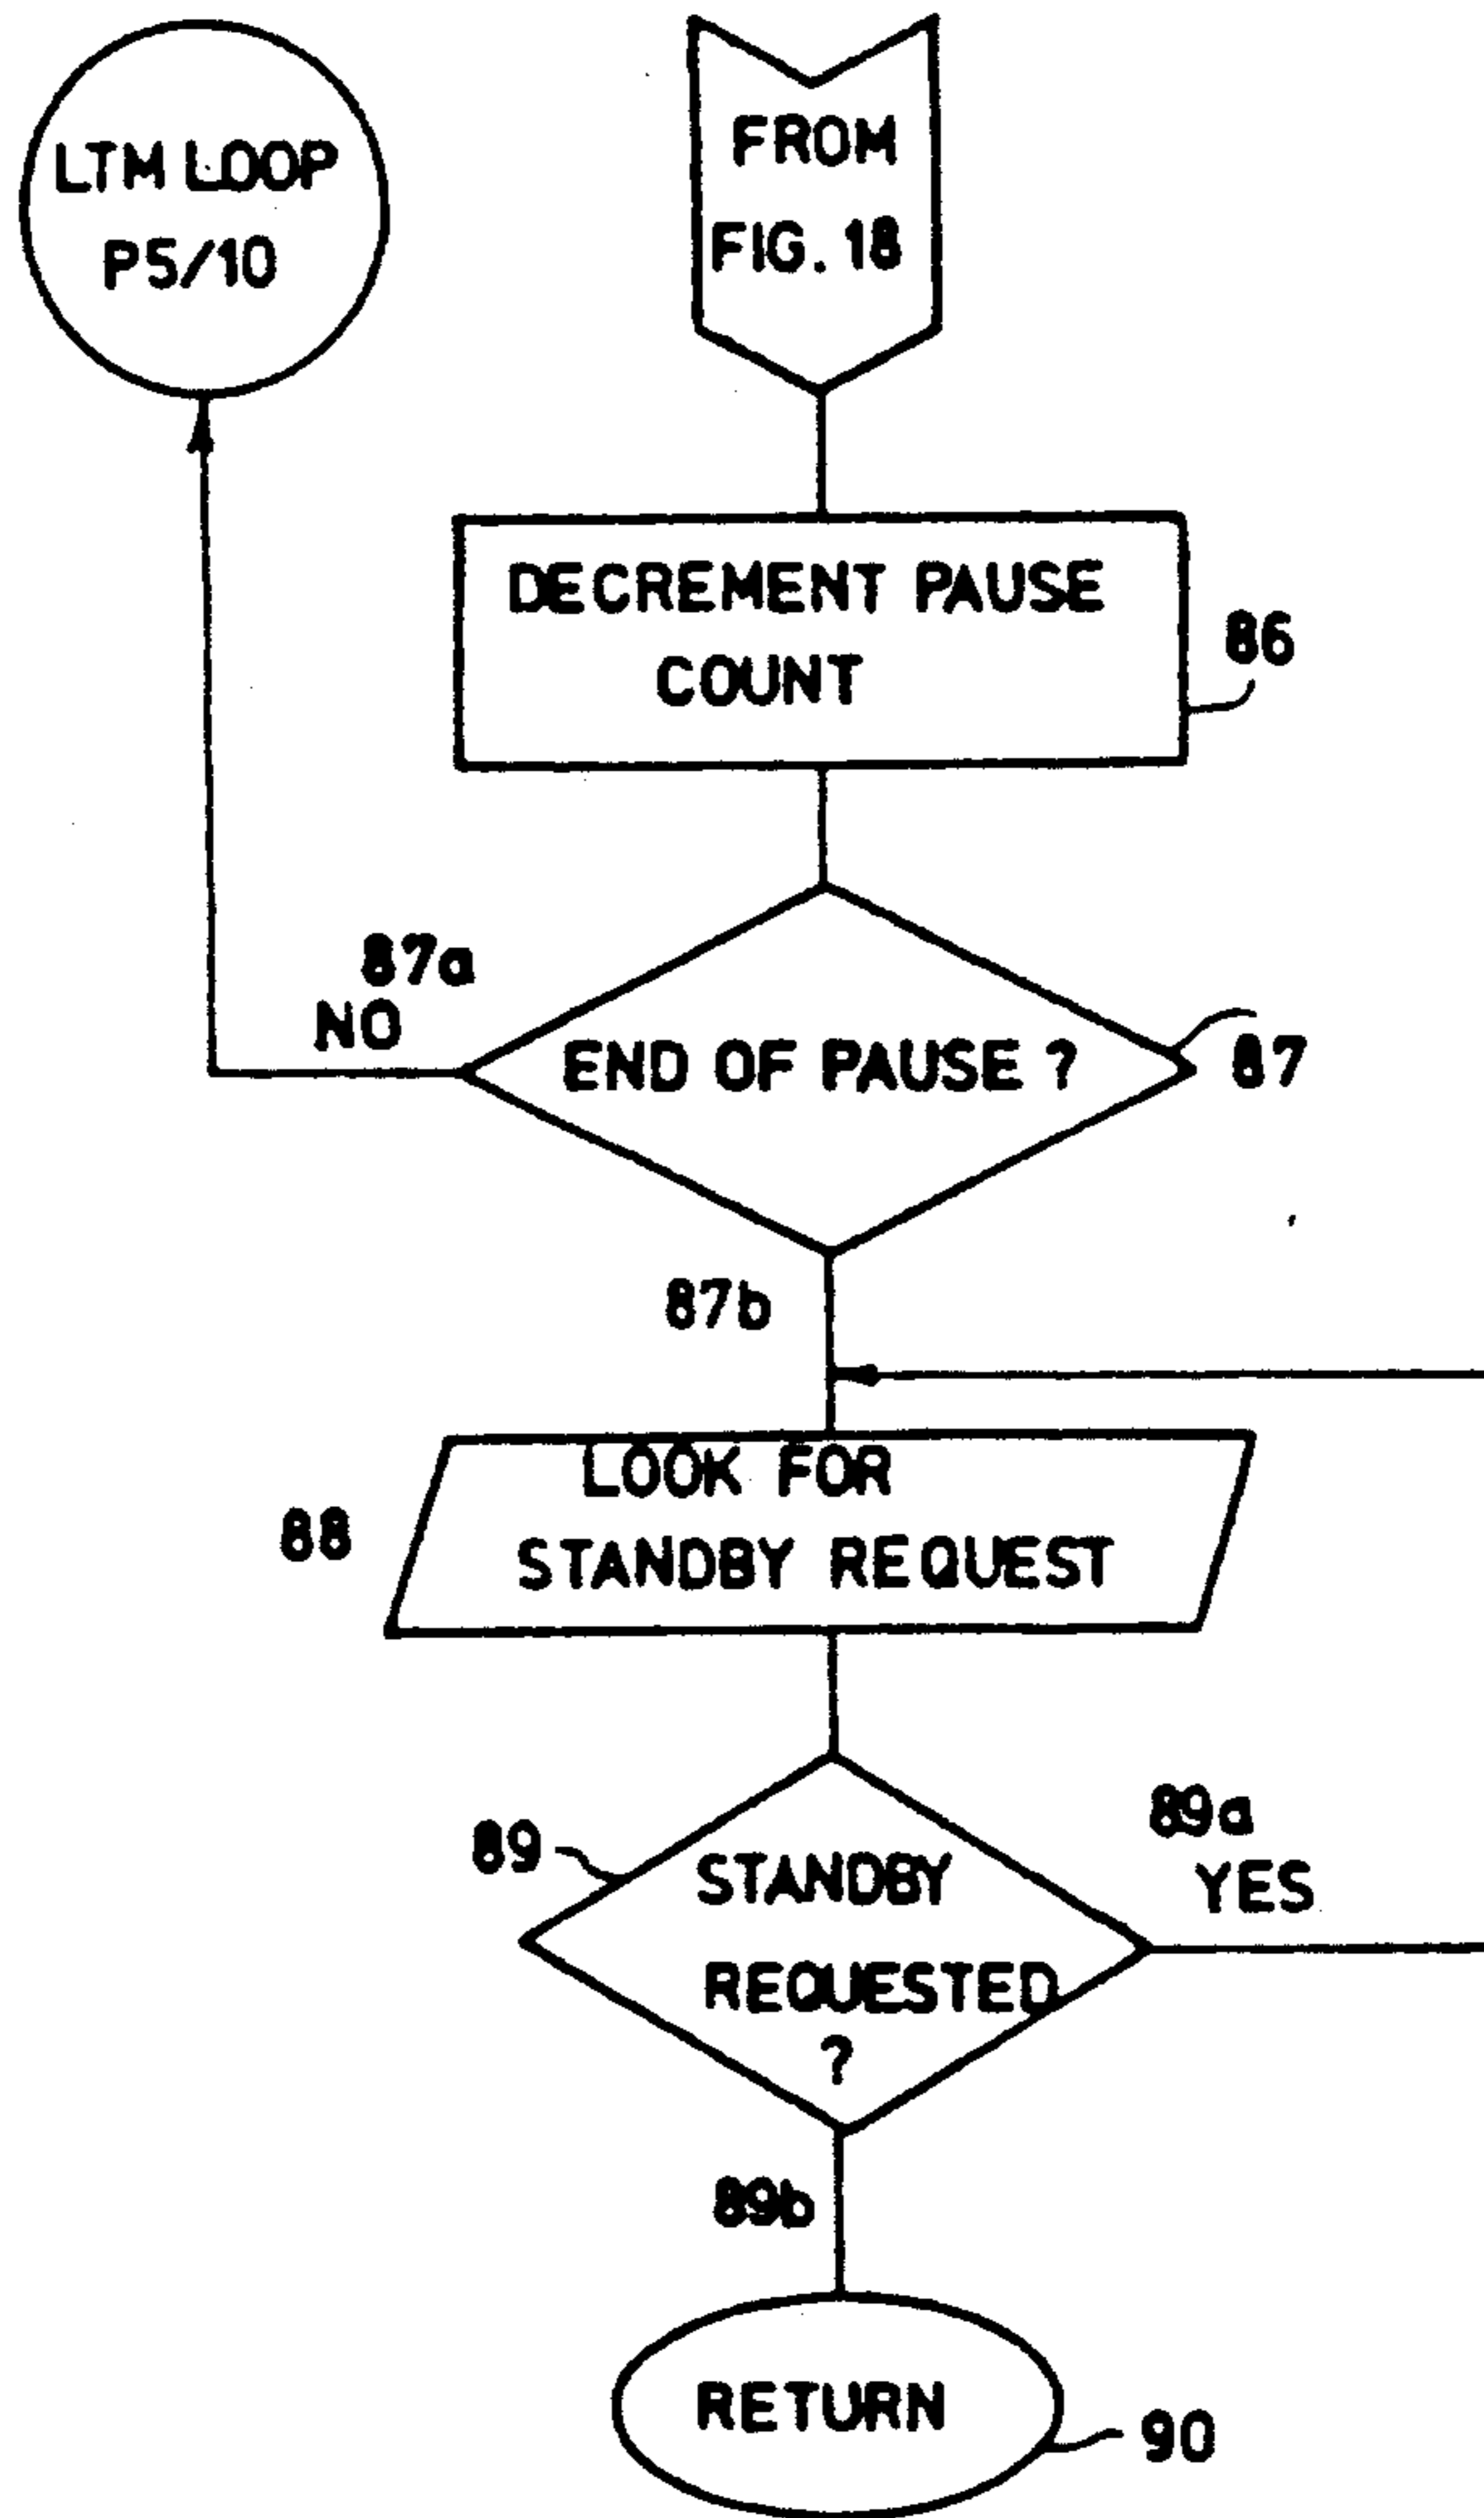 LTM LOOP
P5/10
FROM
FIG. 18
DECREMENT PAUSE
COUNT
86
87a
NO
END OF PAUSE ?
87
87b
LOOK FOR
STANDBY REQUEST
88
89
STANDBY
REQUESTED
?
89a
YES
89b
RETURN
90